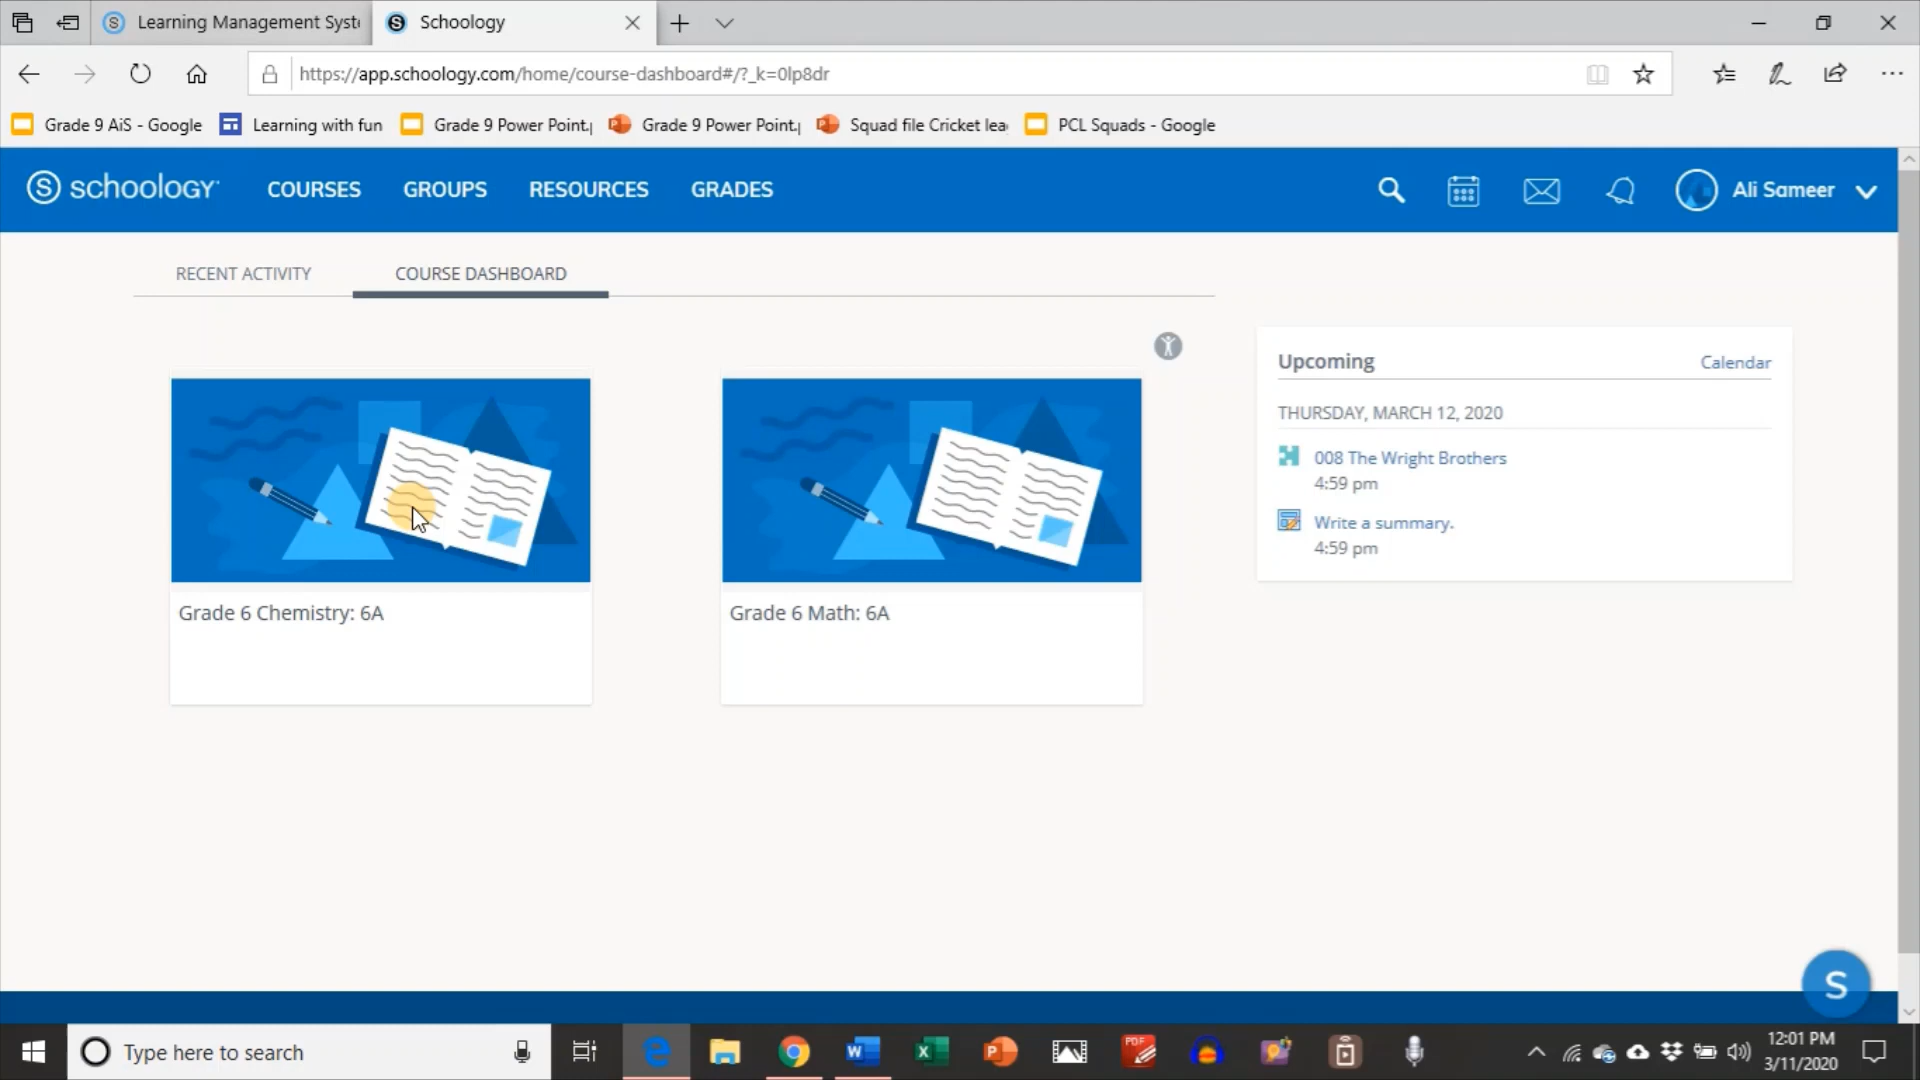 Learning Management Syst
Schoology
https://app.schoology.com/home/course-dashboard#/?_k=0lp8dr
Grade 9 AiS - Google
Learning with fun
Grade 9 Power Point.
Grade 9 Power Point.
Squad file Cricket lea
PCL Squads - Google
schoology
COURSES
GROUPS
RESOURCES
GRADES
Ali Sameer
RECENT ACTIVITY
COURSE DASHBOARD
Grade 6 Chemistry: 6A
Grade 6 Math: 6A
Upcoming
Calendar
THURSDAY, MARCH 12, 2020
008 The Wright Brothers
4:59 pm
Write a summary.
4:59 pm
S
Type here to search
PDF
12:01 PM
3/11/2020